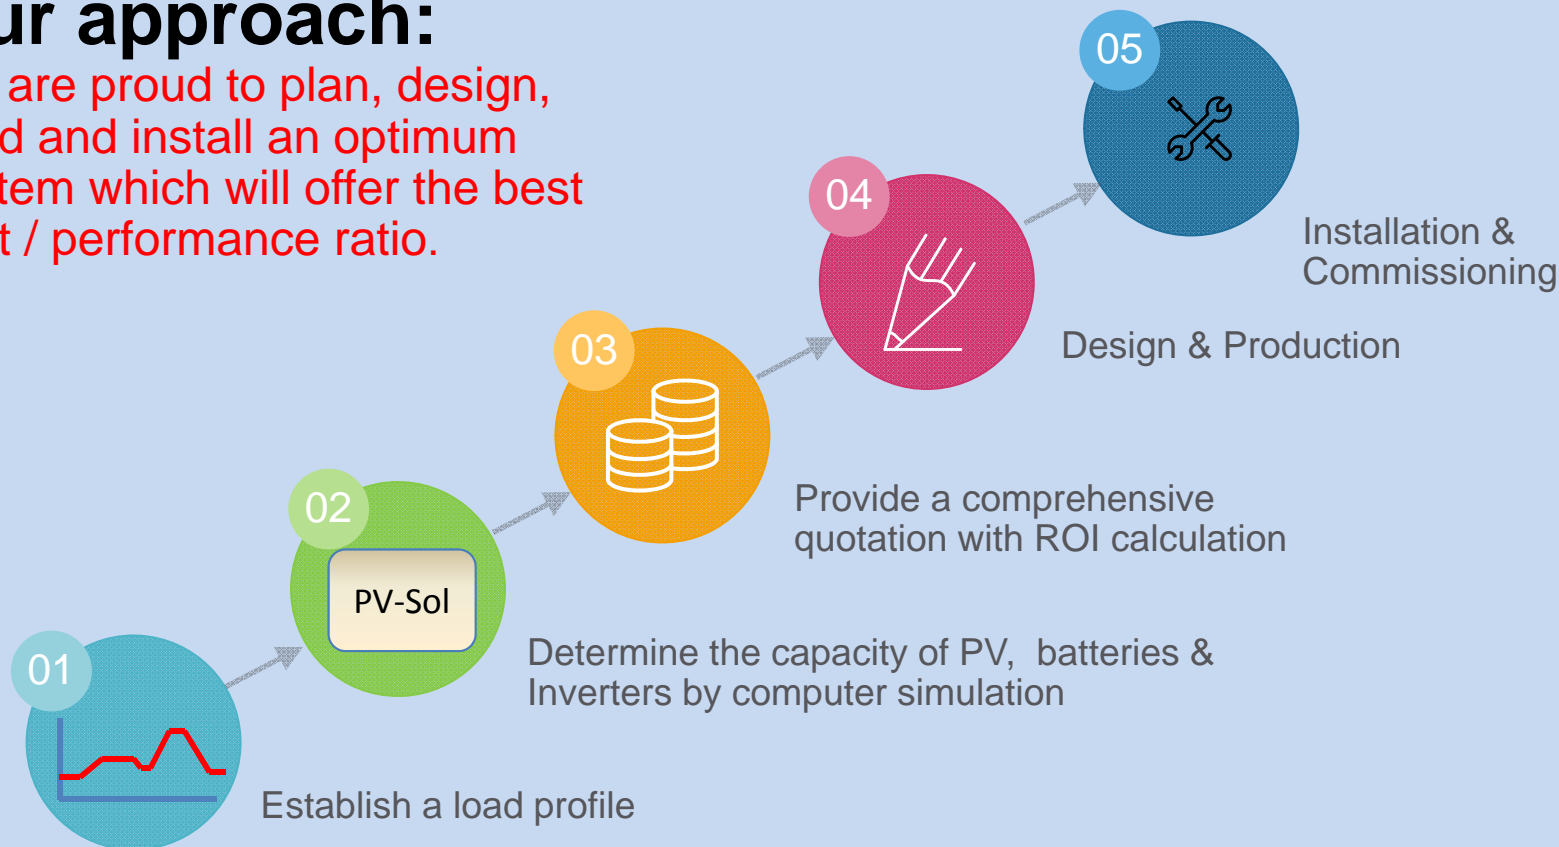 ur approach:
are proud to plan, design,
d and install an optimum
tem which will offer the best
t / performance ratio.
05
Installation &
Commissioning
04
Design & Production
03
Provide a comprehensive
quotation with ROI calculation
02
PV-Sol
Determine the capacity of PV, batteries &
Inverters by computer simulation
01
Establish a load profile